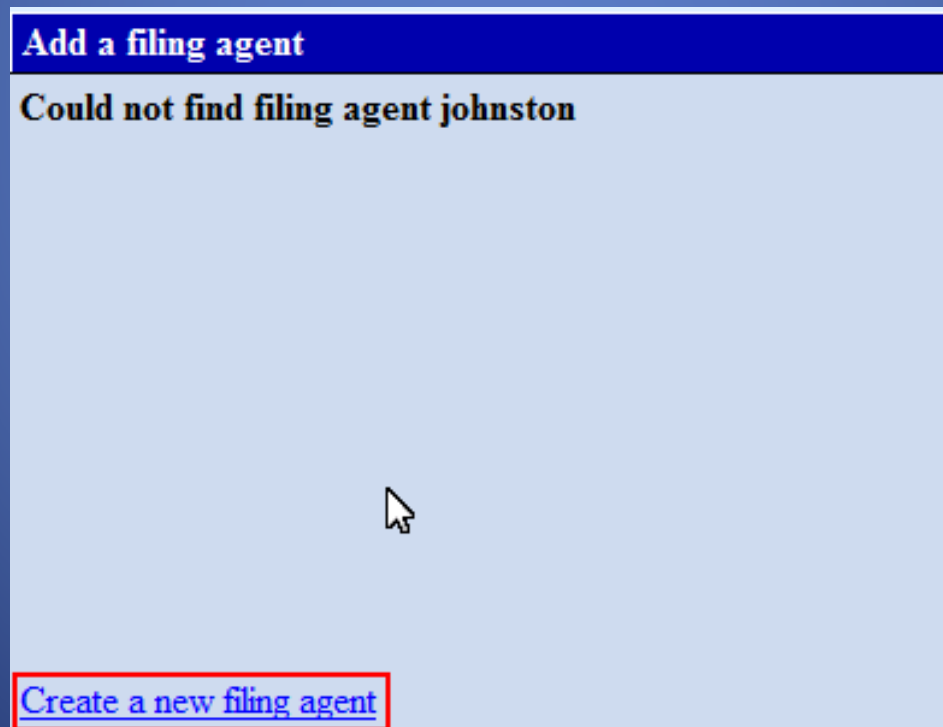 Add a filing agent
Could not find filing agent johnston
Create a new filing agent